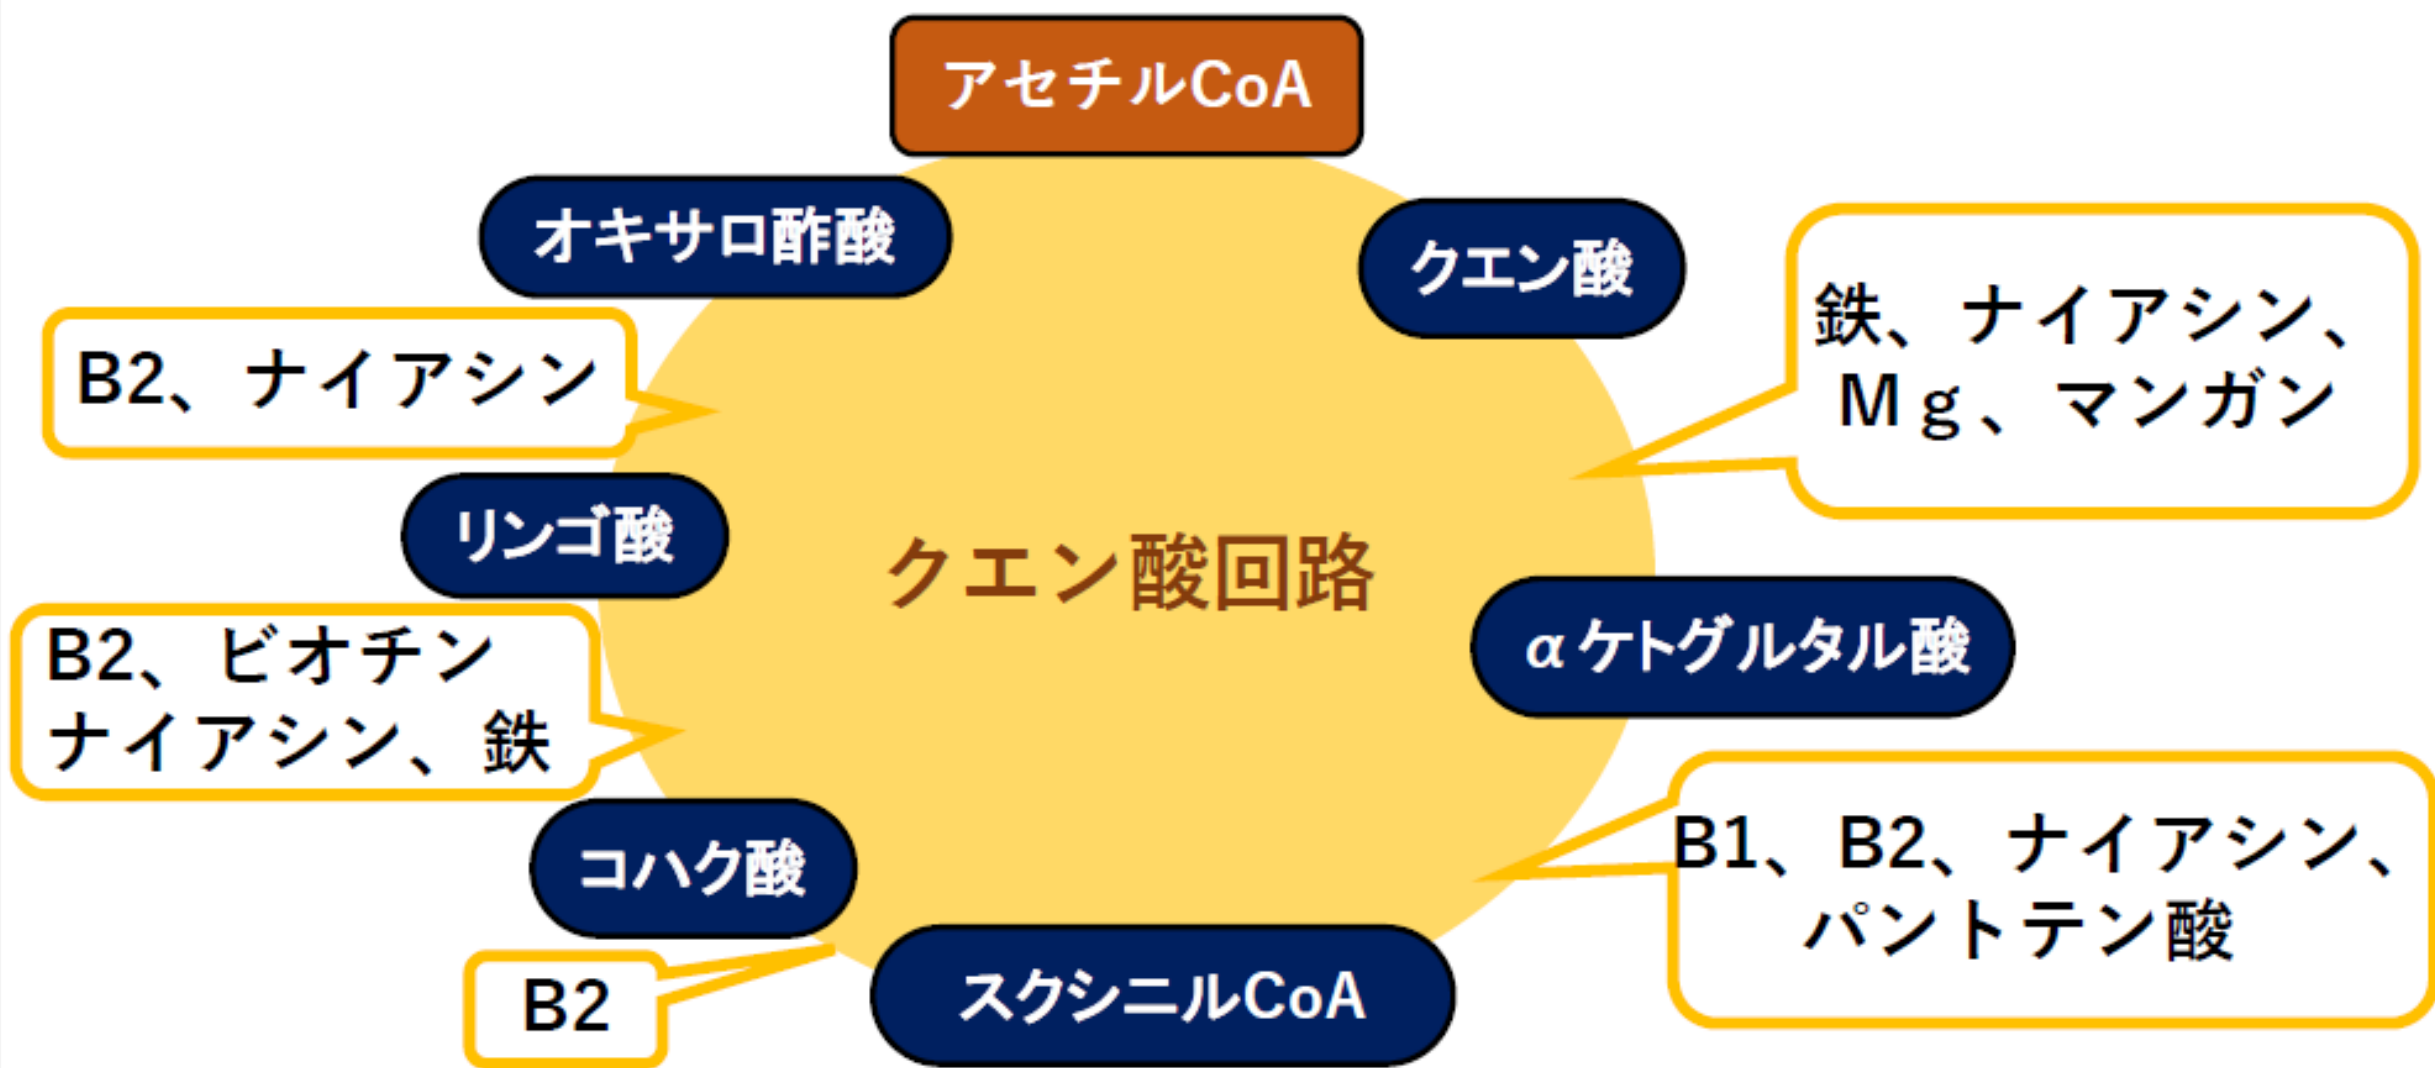 アセチルCoA
オキサロ酢酸
クエン酸
鉄、ナイアシン、
Ｍｇ、マンガン
B2、ナイアシン
リンゴ酸
クエン酸回路
αケトグルタル酸
B2、ビオチン
ナイアシン、鉄
B1、B2、ナイアシン、
パントテン酸
コハク酸
スクシニルCoA
B2